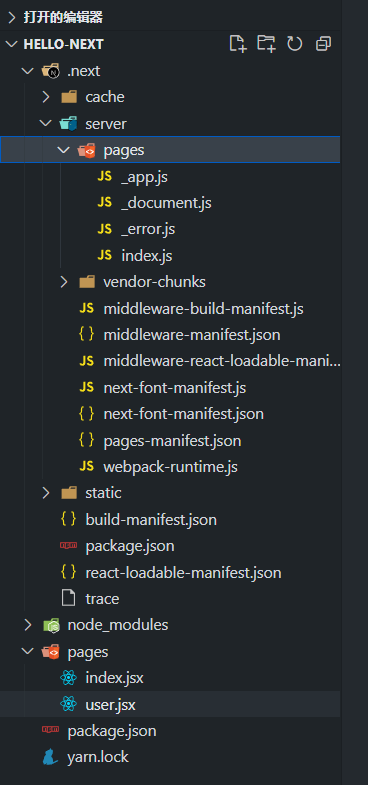 打开的编辑器
HELLO-NEXT
.next
cache
server
pages
JS _app.js
JS _document.js
JS _error.js
JS index.js
vendor-chunks
JS middleware-build-manifest.js
{} middleware-manifest.json
JS middleware-react-loadable-mani...
JS next-font-manifest.js
{} next-font-manifest.json
{} pages-manifest.json
JS webpack-runtime.js
static
{} build-manifest.json
npm package.json
{} react-loadable-manifest.json
trace
node_modules
pages
index.jsx
user.jsx
npm package.json
yarn.lock